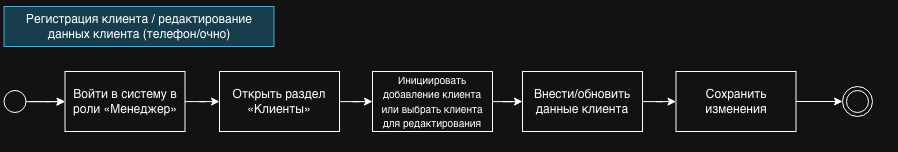 Регистрация клиента / редактирование
данных клиента (телефон/очно)
Войти в систему в
роли «Менеджер»
Открыть раздел
«Клиенты»
Инициировать
добавление клиента
или выбрать клиента
для редактирования
Внести/обновить
данные клиента
Сохранить
изменения